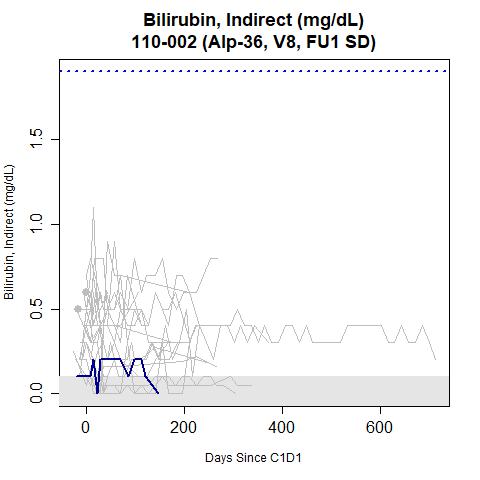 Bilirubin, Indirect (mg/dL)
110-002 (Alp-36, V8, FU1 SD)
Bilirubin, Indirect (mg/dL)
1.5
1.0
0.5
0.0
0 200 400 600
Days Since C1D1